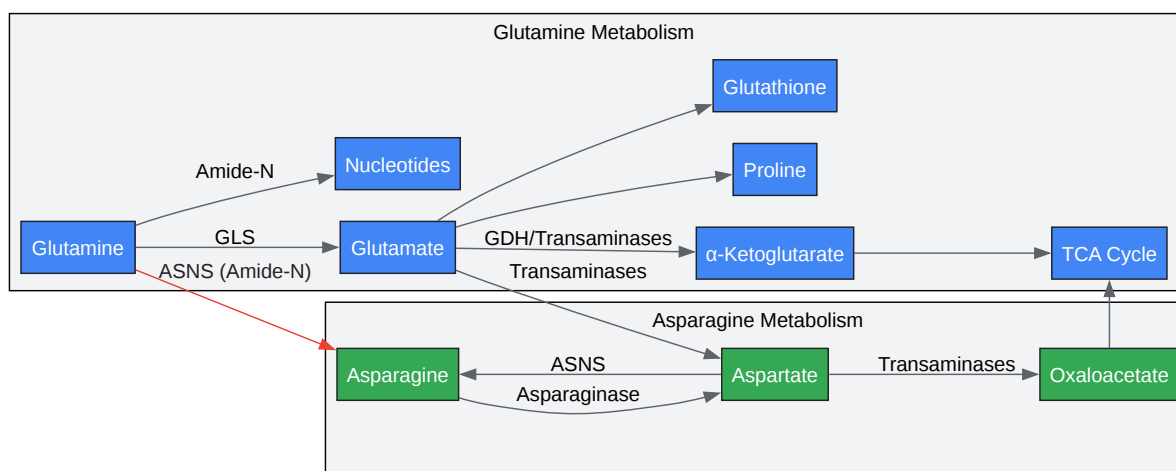 Glutamine Metabolism
Glutathione
Amide-N
Nucleotides
Proline
Glutamine
GLS
Glutamate
GDH/Transaminases
α-Ketoglutarate
TCA Cycle
ASNS (Amide-N)
Transaminases
Asparagine Metabolism
Asparagine
ASNS
Asparaginase
Aspartate
Transaminases
Oxaloacetate